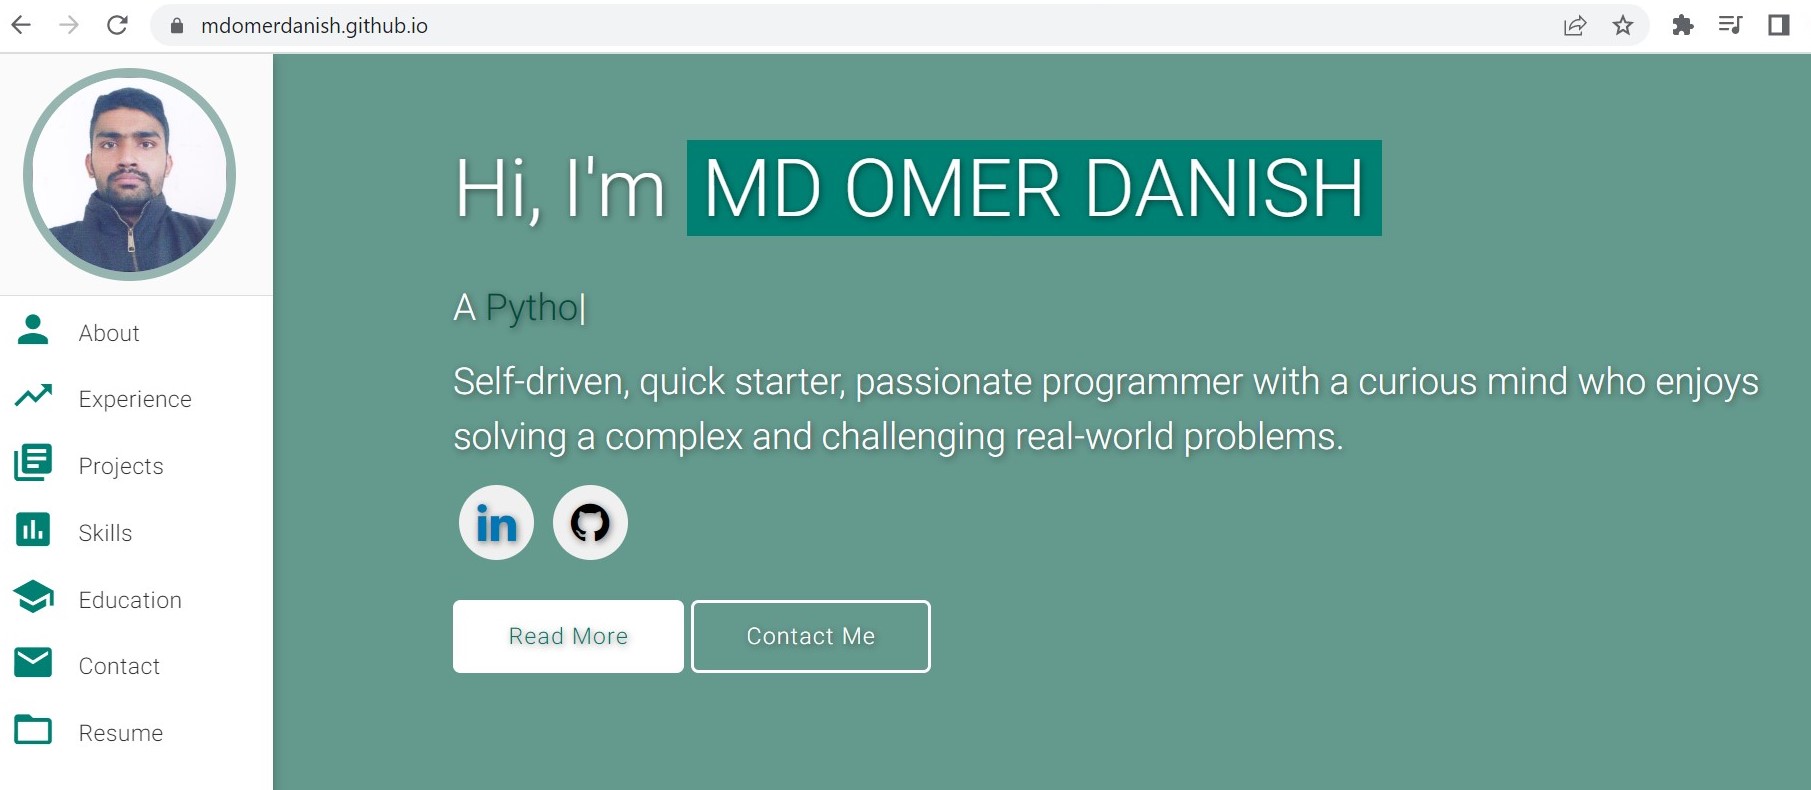 mdomerdanish.github.io
Hi, I'm MD OMER DANISH
A Pytho|
Self-driven, quick starter, passionate programmer with a curious mind who enjoys
solving a complex and challenging real-world problems.
in
Read More
Contact Me
About
Experience
Projects
Skills
Education
Contact
Resume